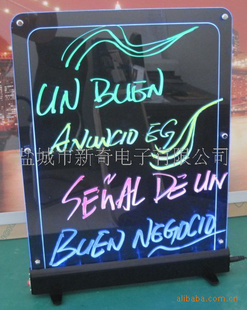 UN BUEN
ANUNCIO ES
盐城市新奇电子有限公司
SEÑAL DE UN
BUEN NEGOCIO
alibaba.com.cn